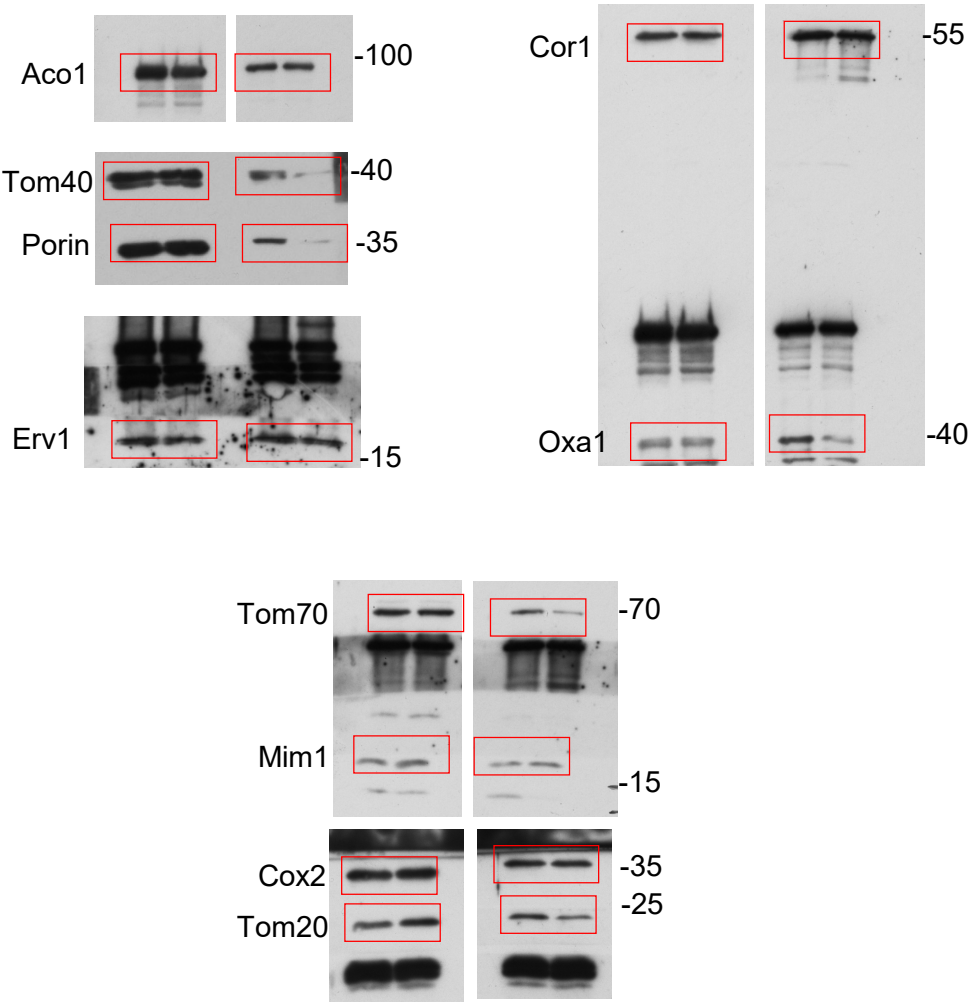 Aco1
-100
Tom40
-40
Porin
-35
Erv1
-15
Cor1
-55
Oxa1
-40
Tom70
-70
Mim1
-15
Cox2
-35
Tom20
-25